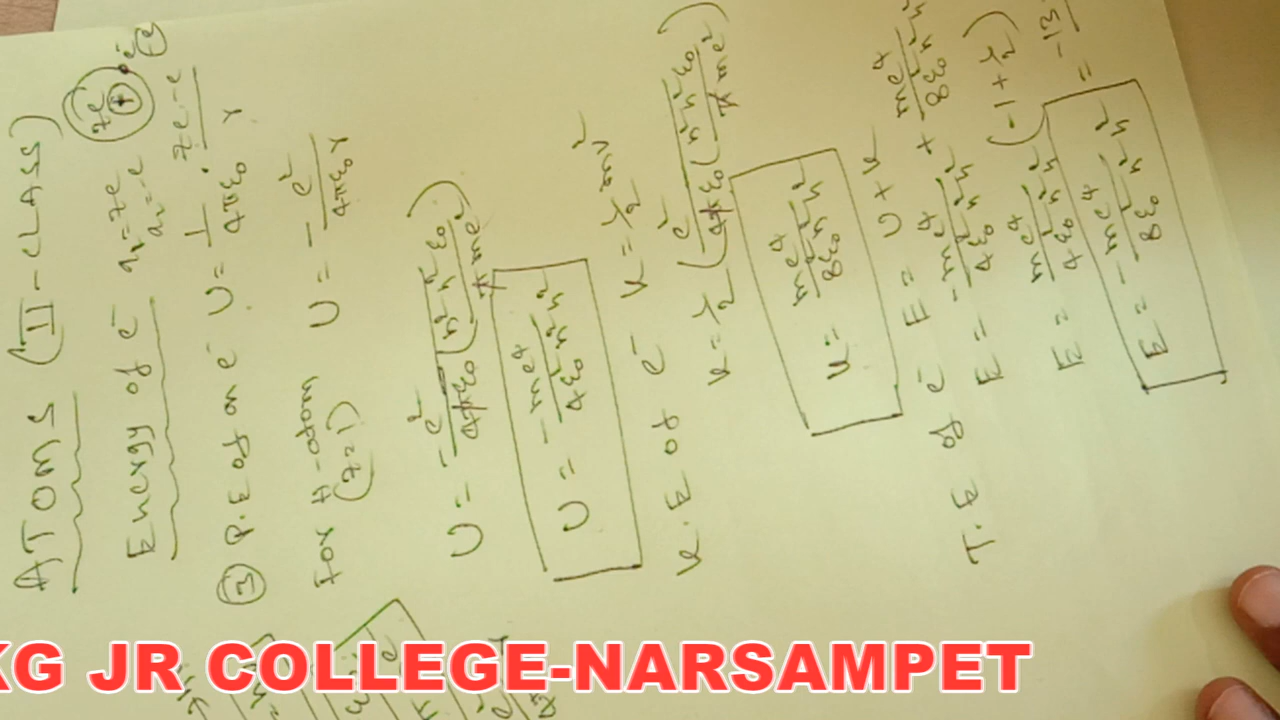 ATOMS (II-CLASS)
Energy of e⁻ q₁=Ze
q₂=-e
Ze
+
e⁻
③ P.E of an e⁻ U = 1/4πε₀ · Ze-e/r
For H-atom U = - e²/4πε₀r
(Z=1)
U = - e²/4πε₀(n²h²ε₀/πme²)
U = - me⁴/4ε₀²n²h²
K.E of e⁻ K = ½mv²
K = ½(e²/4πε₀(n²h²ε₀/πme²))
K = me⁴/8ε₀²n²h²
T.E of e⁻ E = U + K
E = - me⁴/4ε₀²n²h² + me⁴/8ε₀²n²h²
E = me⁴/4ε₀²n²h² (-1 + ½)
E = - me⁴/8ε₀²n²h² = -13
KG JR COLLEGE-NARSAMPET